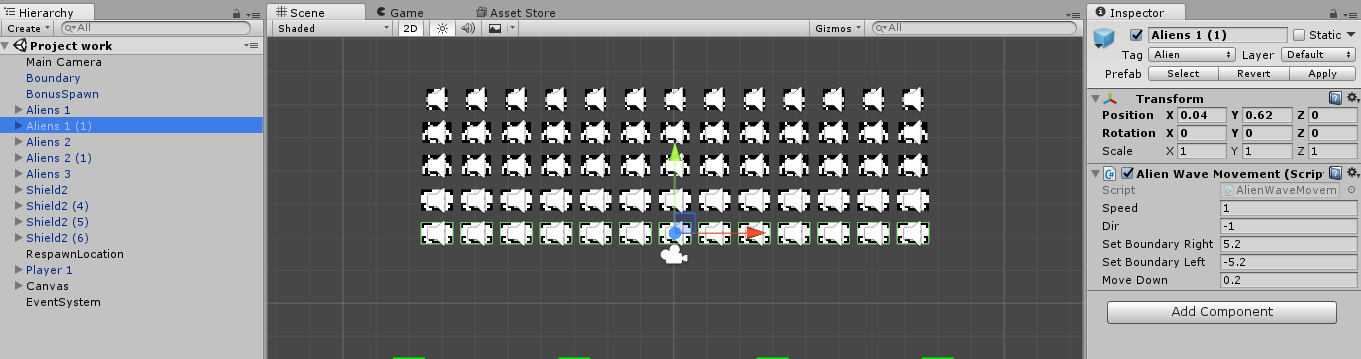 Hierarchy
Create
All
Project work
Main Camera
Boundary
BonusSpawn
Aliens 1
Aliens 1 (1)
Aliens 2
Aliens 2 (1)
Aliens 3
Shield2
Shield2 (4)
Shield2 (5)
Shield2 (6)
RespawnLocation
Player 1
Canvas
EventSystem
Scene Game Asset Store
Shaded 2D Gizmos All
Inspector
Aliens 1 (1) Static
Tag Alien Layer Default
Prefab Select Revert Apply
Transform
Position X 0.04 Y 0.62 Z 0
Rotation X 0 Y 0 Z 0
Scale X 1 Y 1 Z 1
Alien Wave Movement (Scrip
Script AlienWaveMovem
Speed 1
Dir -1
Set Boundary Right 5.2
Set Boundary Left -5.2
Move Down 0.2
Add Component